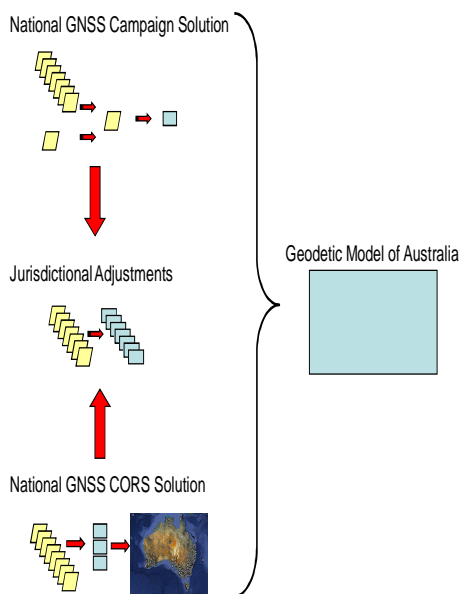 National GNSS Campaign Solution
Jurisdictional Adjustments
Geodetic Model of Australia
National GNSS CORS Solution